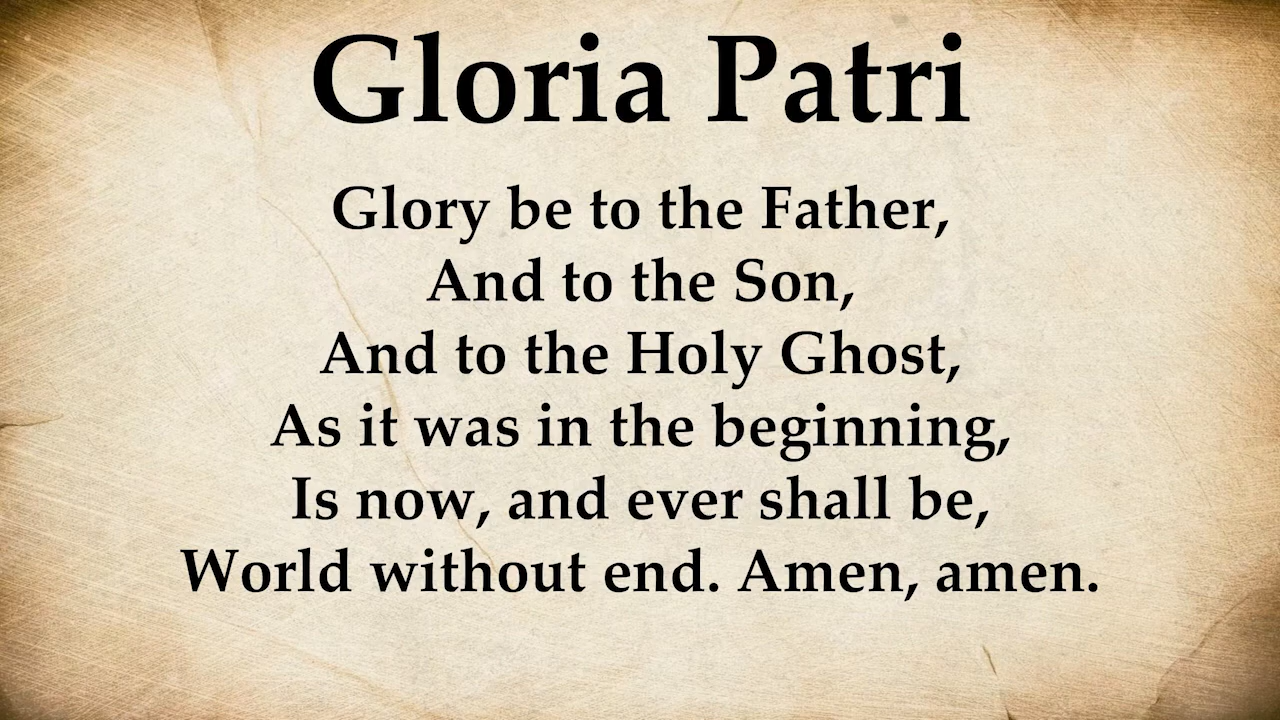 Gloria Patri
Glory be to the Father,
And to the Son,
And to the Holy Ghost,
As it was in the beginning,
Is now, and ever shall be,
World without end. Amen, amen.